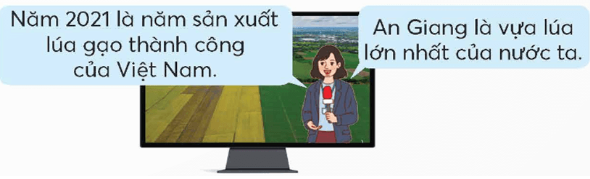 Năm 2021 là năm sản xuất
lúa gạo thành công
của Việt Nam.
An Giang là vựa lúa
lớn nhất của nước ta.